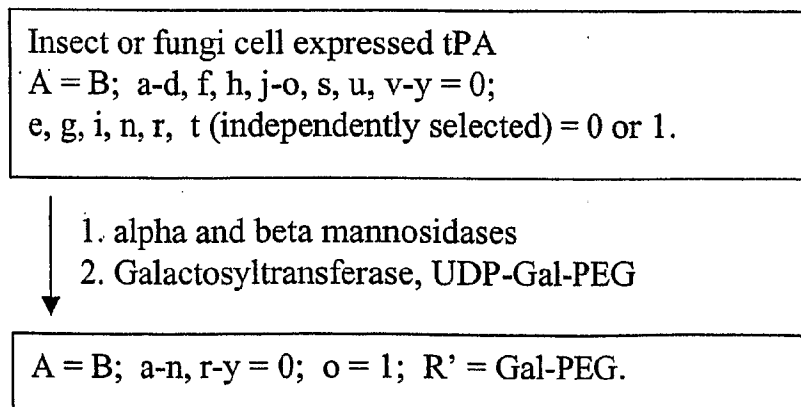 Insect or fungi cell expressed tPA
A = B; a-d, f, h, j-o, s, u, v-y = 0;
e, g, i, n, r, t (independently selected) = 0 or 1.
1. alpha and beta mannosidases
2. Galactosyltransferase, UDP-Gal-PEG
A = B; a-n, r-y = 0; o = 1; R’ = Gal-PEG.